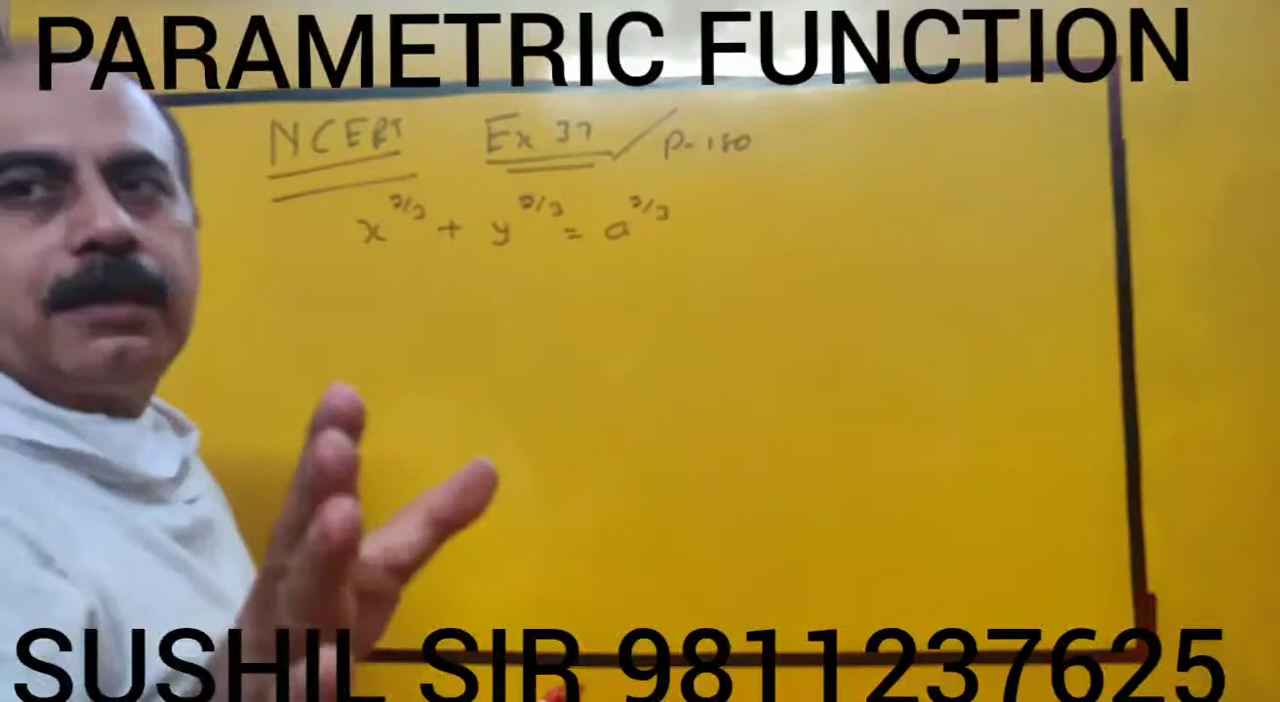 PARAMETRIC FUNCTION
NCERT Ex 37 / P-180
x^2/3 + y^2/3 = a^2/3
SUSHIL SIR 9811237625